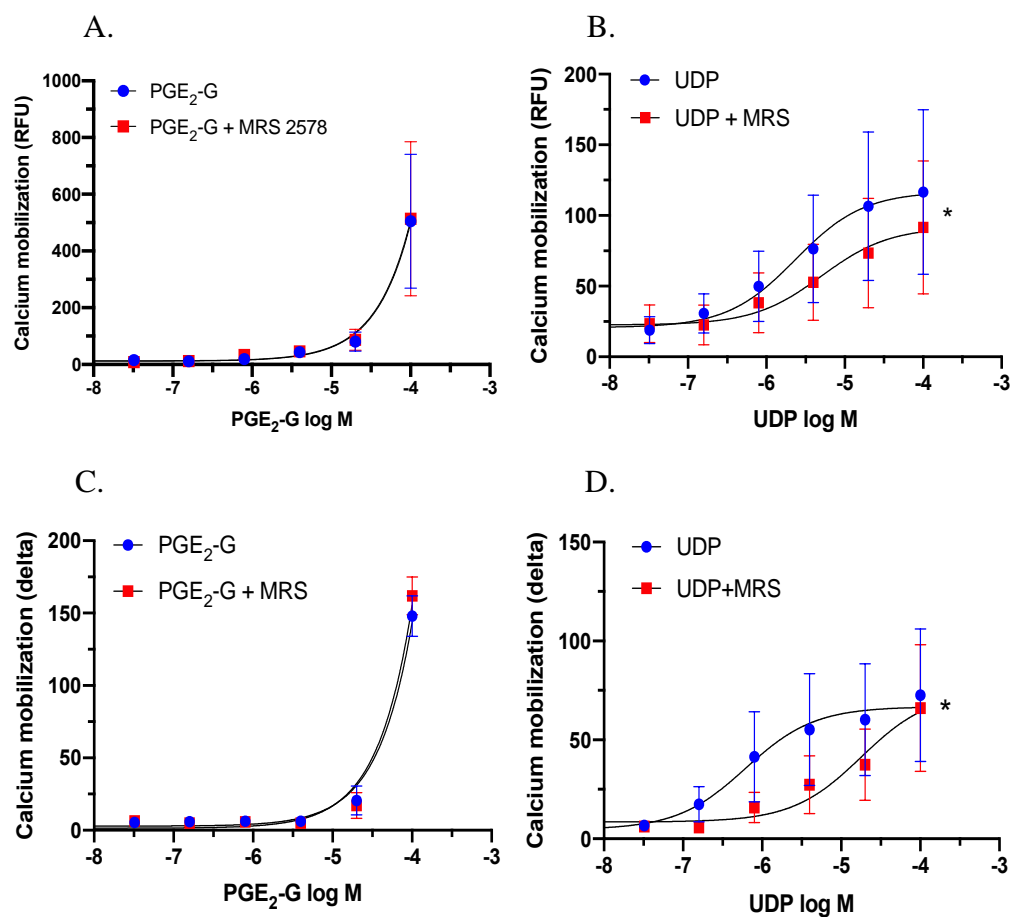 A.
PGE2-G
PGE2-G + MRS 2578
Calcium mobilization (RFU)
1000
800
600
400
200
0
-8 -7 -6 -5 -4 -3
PGE2-G log M
B.
UDP
UDP + MRS
Calcium mobilization (RFU)
200
150
100
50
0
*
-8 -7 -6 -5 -4 -3
UDP log M
C.
PGE2-G
PGE2-G + MRS
Calcium mobilization (delta)
200
150
100
50
0
-8 -7 -6 -5 -4 -3
PGE2-G log M
D.
UDP
UDP+MRS
Calcium mobilization (delta)
150
100
50
0
*
-8 -7 -6 -5 -4 -3
UDP log M